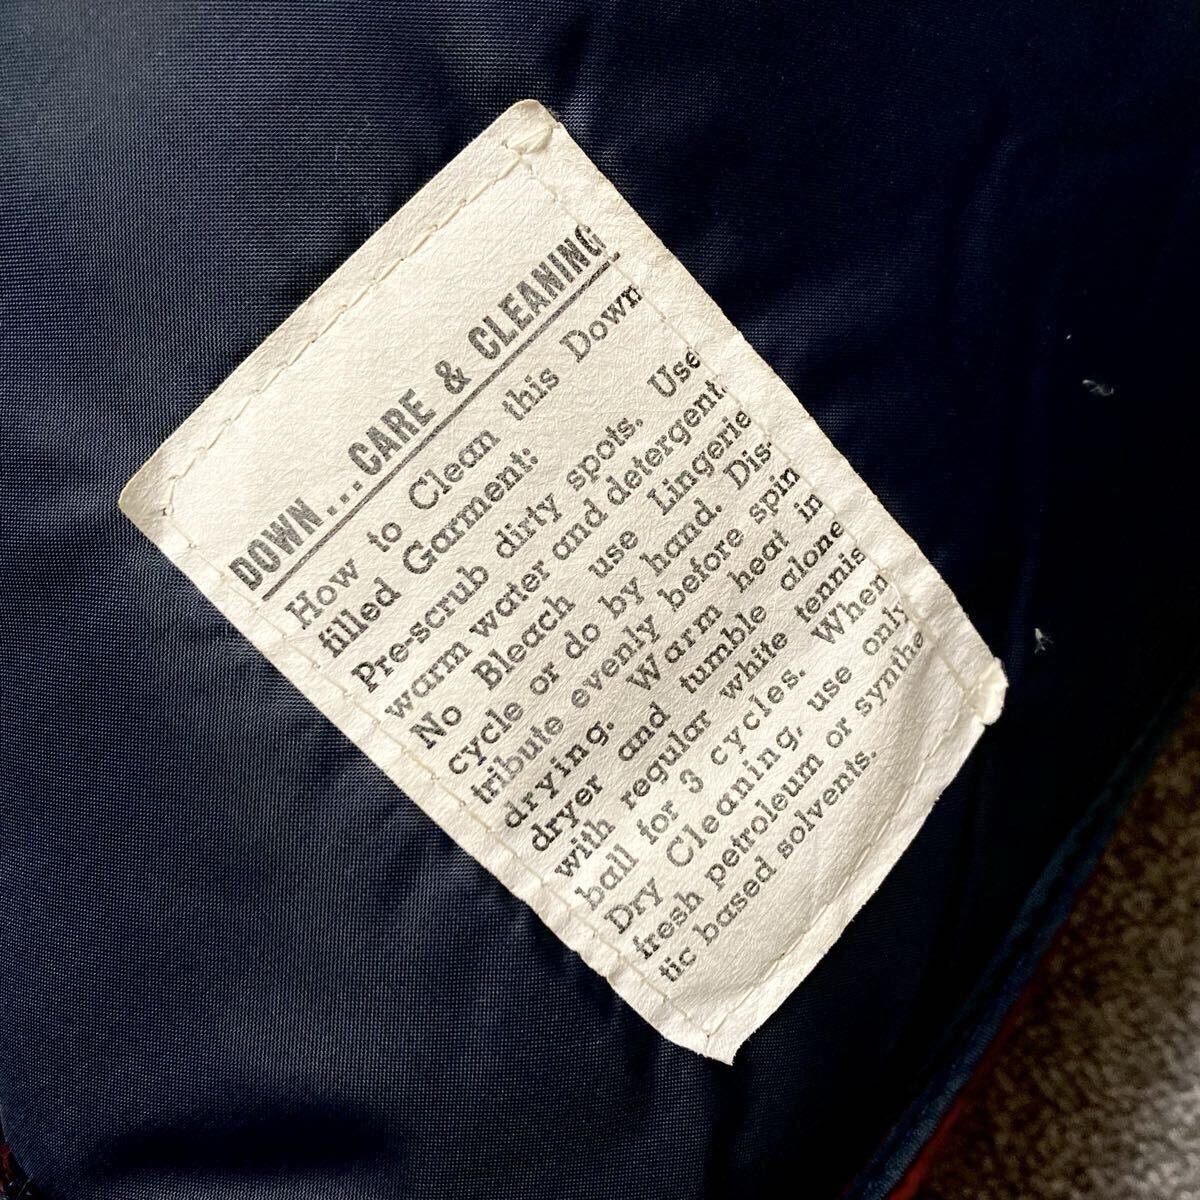 DOWN...CARE & CLEANING
How to Clean this Down
filled Garment:
Pre-scrub dirty spots. Use
warm water and detergent.
No Bleach use Lingerie
cycle or do by hand. Dis-
tribute evenly before spin
drying. Warm heat in
dryer and tumble alone
with regular white tennis
ball for 3 cycles. When
Dry Cleaning, use only
fresh petroleum or synthe
tic based solvents.